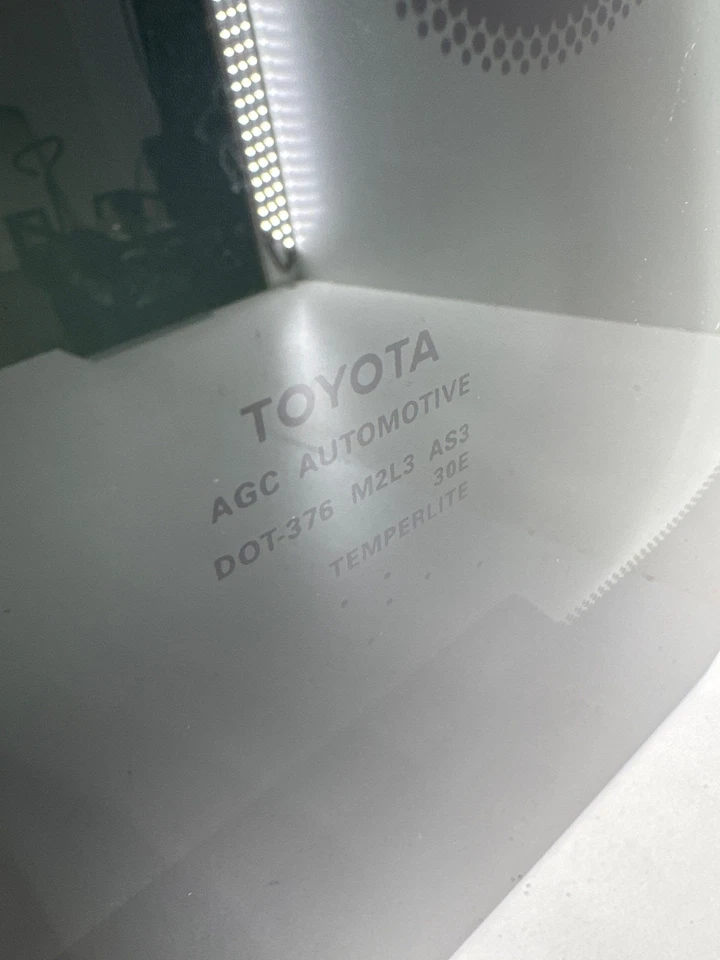 TOYOTA
AGC AUTOMOTIVE
DOT-376 M2L3 AS3
30E
TEMPERLITE